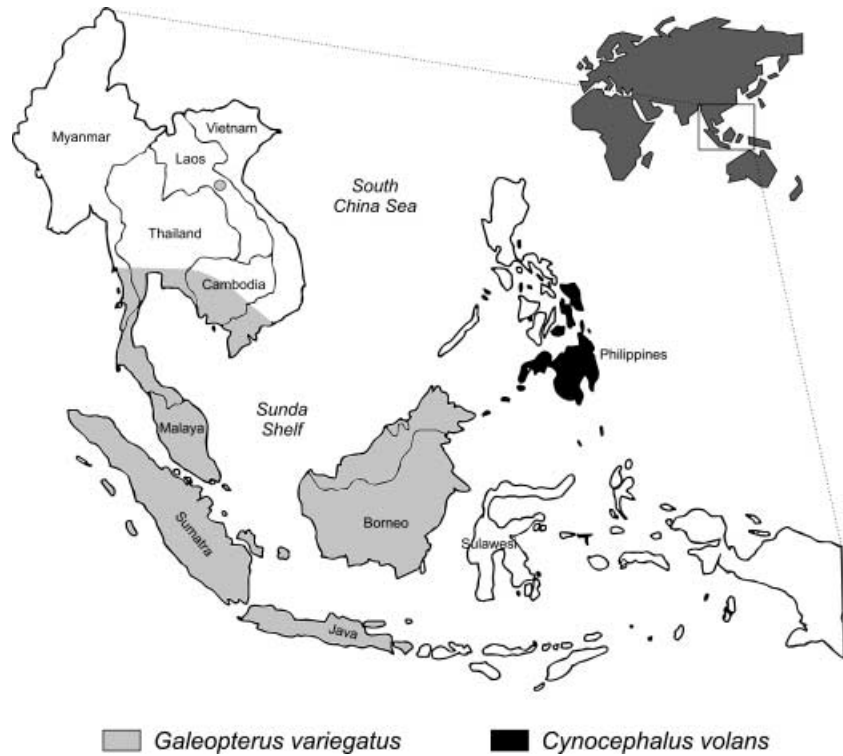 Myanmar
Vietnam
Laos
South
China Sea
Thailand
Cambodia
Philippines
Sunda
Shelf
Malaya
Sumatra
Borneo
Sulawesi
Java
Galeopterus variegatus
Cynocephalus volans